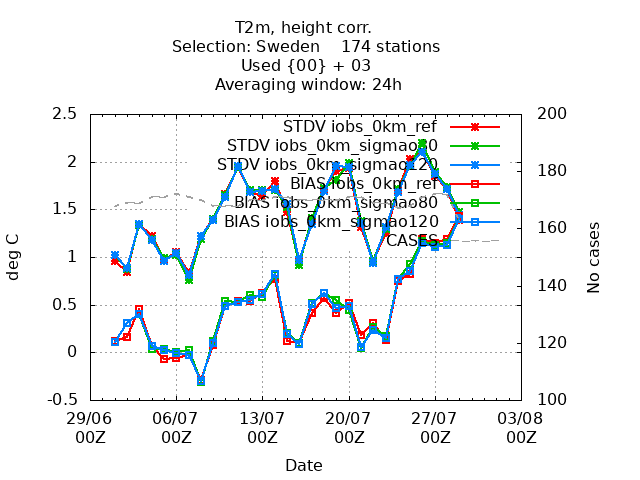 T2m, height corr.
Selection: Sweden    174 stations
Used {00} + 03
Averaging window: 24h
STDV iobs_0km_ref
STDV iobs_0km_sigmao80
STDV iobs_0km_sigmao120
BIAS iobs_0km_ref
BIAS iobs_0km_sigmao80
BIAS iobs_0km_sigmao120
CASES
2.5
2
1.5
1
0.5
0
-0.5
deg C
200
180
160
140
120
100
No cases
29/06 06/07 13/07 20/07 27/07 03/08
00Z 00Z 00Z 00Z 00Z 00Z
Date